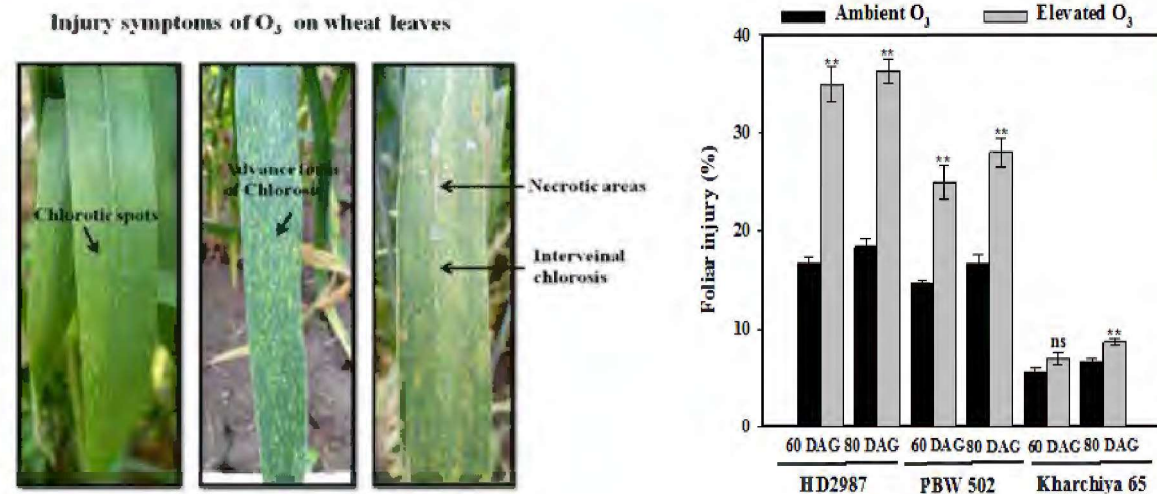 Injury symptoms of O3 on wheat leaves
Chlorotic spots
Advance
of Chlorosis
Necrotic areas
Interveinal
chlorosis
Ambient O3
Elevated O3
Foliar injury (%)
40
30
20
10
0
**
**
**
**
ns
**
60 DAG 80 DAG 60 DAG 80 DAG 60 DAG 80 DAG
HD2987 PBW 502 Kharchiya 65